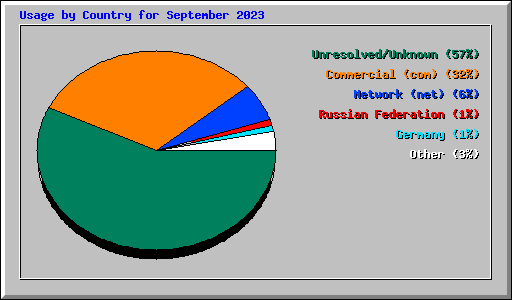 Usage by Country for September 2023
Unresolved/Unknown (57%)
Commercial (com) (32%)
Network (net) (6%)
Russian Federation (1%)
Germany (1%)
Other (3%)